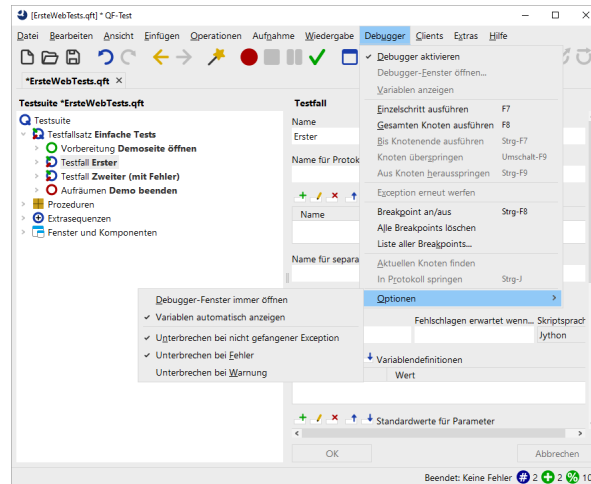 [ErsteWebTests.qft] * QF-Test
Datei Bearbeiten Ansicht Einfügen Operationen Aufnahme Wiedergabe Debugger Clients Extras Hilfe
*ErsteWebTests.qft ×
Testsuite *ErsteWebTests.qft
Testsuite
Testfallsatz Einfache Tests
Vorbereitung Demoseite öffnen
Testfall Erster
Testfall Zweiter (mit Fehler)
Aufräumen Demo beenden
Prozeduren
Extrasequenzen
Fenster und Komponenten
Testfall
Name
Erster
Name für Protok
Name
Name für separa
Debugger aktivieren
Debugger-Fenster öffnen...
Variablen anzeigen
Einzelschritt ausführen F7
Gesamten Knoten ausführen F8
Bis Knotenende ausführen Strg-F7
Knoten überspringen Umschalt-F9
Aus Knoten herausspringen Strg-F9
Exception erneut werfen
Breakpoint an/aus Strg-F8
Alle Breakpoints löschen
Liste aller Breakpoints...
Aktuellen Knoten finden
In Protokoll springen Strg-J
Optionen
Debugger-Fenster immer öffnen
Variablen automatisch anzeigen
Unterbrechen bei nicht gefangener Exception
Unterbrechen bei Fehler
Unterbrechen bei Warnung
Fehlschlagen erwartet wenn... Skriptsprach
Jython
Variablendefinitionen
Wert
Standardwerte für Parameter
OK Abbrechen
Beendet: Keine Fehler # 2 2 % 10